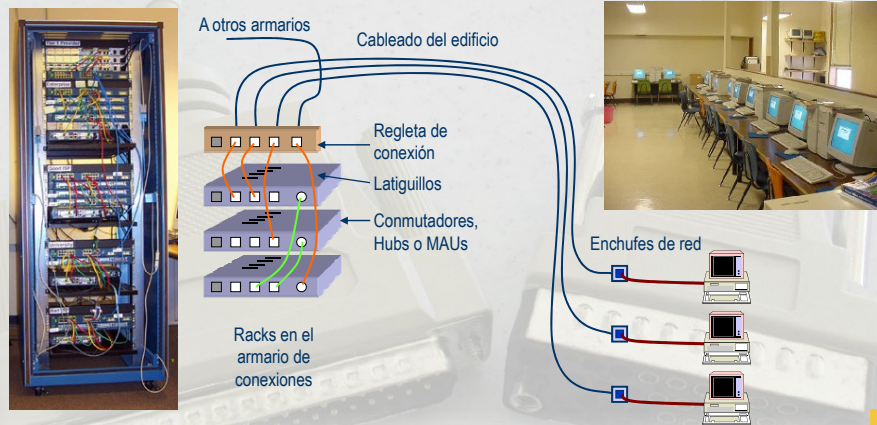 A otros armarios
Cableado del edificio
Regleta de
conexión
Latiguillos
Conmutadores,
Hubs o MAUs
Enchufes de red
Racks en el
armario de
conexiones